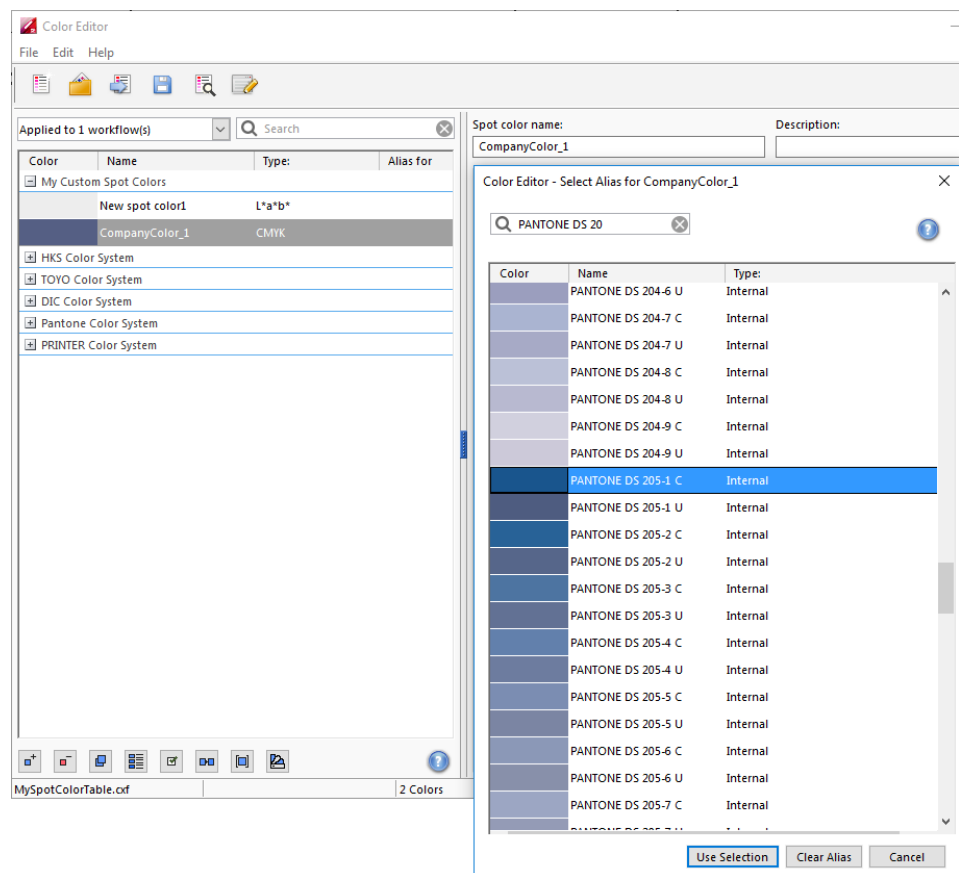 Color Editor
File Edit Help
Applied to 1 workflow(s)
Search
Color Name Type: Alias for
My Custom Spot Colors
New spot color1 L*a*b*
CompanyColor_1 CMYK
HKS Color System
TOYO Color System
DIC Color System
Pantone Color System
PRINTER Color System
MySpotColorTable.cxf
2 Colors
Spot color name: Description:
CompanyColor_1
Color Editor - Select Alias for CompanyColor_1
PANTONE DS 20
Color Name Type:
PANTONE DS 204-6 U Internal
PANTONE DS 204-7 C Internal
PANTONE DS 204-7 U Internal
PANTONE DS 204-8 C Internal
PANTONE DS 204-8 U Internal
PANTONE DS 204-9 C Internal
PANTONE DS 204-9 U Internal
PANTONE DS 205-1 C Internal
PANTONE DS 205-1 U Internal
PANTONE DS 205-2 C Internal
PANTONE DS 205-2 U Internal
PANTONE DS 205-3 C Internal
PANTONE DS 205-3 U Internal
PANTONE DS 205-4 C Internal
PANTONE DS 205-4 U Internal
PANTONE DS 205-5 C Internal
PANTONE DS 205-5 U Internal
PANTONE DS 205-6 C Internal
PANTONE DS 205-6 U Internal
PANTONE DS 205-7 C Internal
Use Selection Clear Alias Cancel